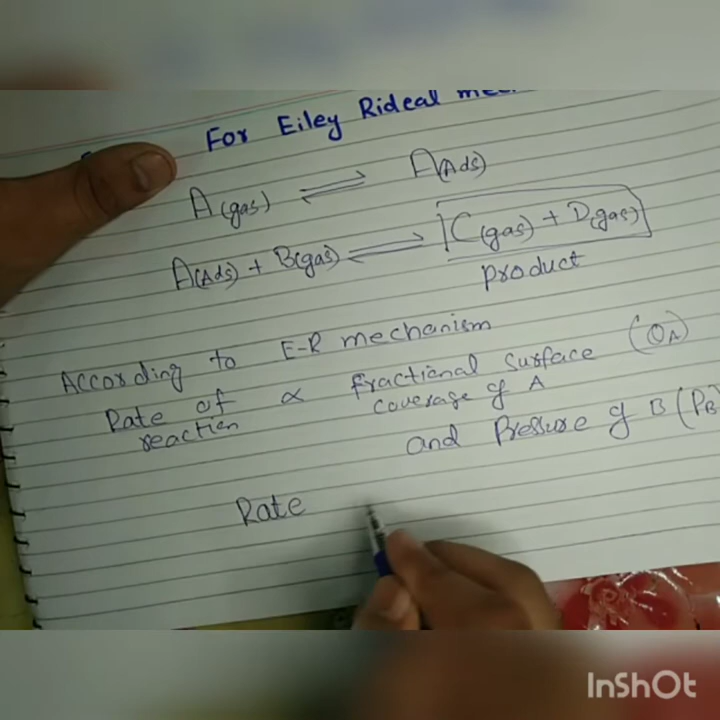 For Eiley Rideal
A(gas) ⇌ A(Ads)
A(Ads) + B(gas) ⇌ C(gas) + D(gas)
product
According to E-R mechanism
Rate of reaction ∝ fractional surface coverage of A (θA)
and Pressure of B (PB)
Rate
InShOt